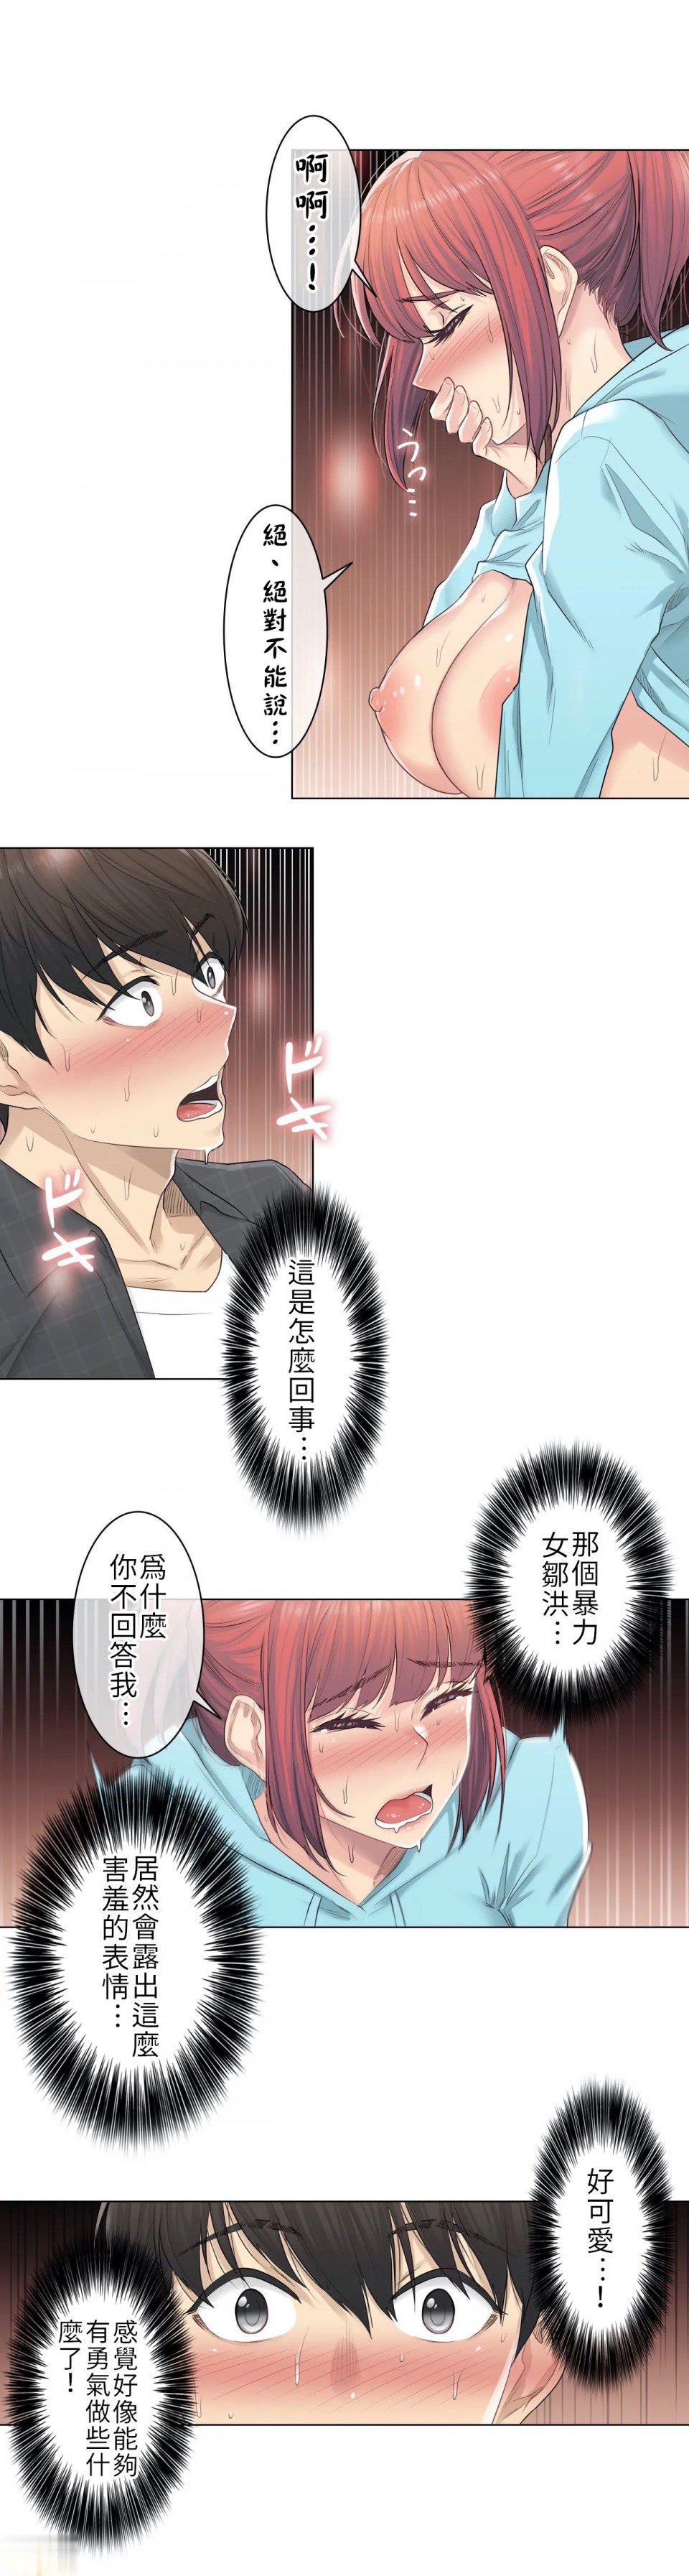 啊啊…!
うっ…
絕、絕對不能說…
ドキ
ドキ
這是怎麼回事…
那個暴力
女鄒洪…
爲什麼
你不回答我…
居然會露出這麼
害羞的表情…
好可愛…!
感覺好像能夠
有勇氣做些什
麼了!